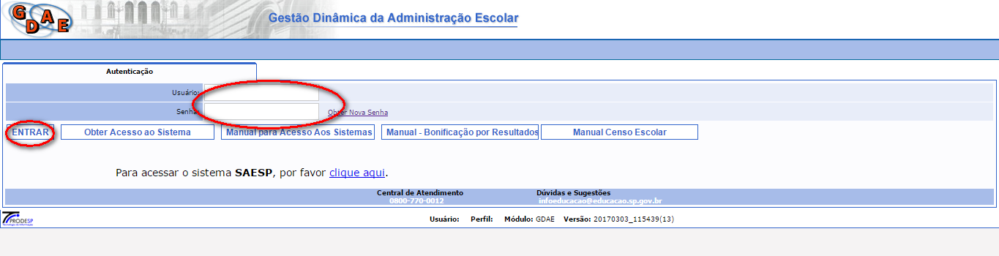 GDAE
Gestão Dinâmica da Administração Escolar
Autenticação
Usuário:
Senha:
Obter Nova Senha
ENTRAR
Obter Acesso ao Sistema
Manual para Acesso Aos Sistemas
Manual - Bonificação por Resultados
Manual Censo Escolar
Para acessar o sistema SAESP, por favor clique aqui.
Central de Atendimento
0800-770-0012
Dúvidas e Sugestões
infoeducacao@educacao.sp.gov.br
PRODESP
Tecnologia da Informação
Usuário: Perfil: Módulo: GDAE Versão: 20170303_115439(13)